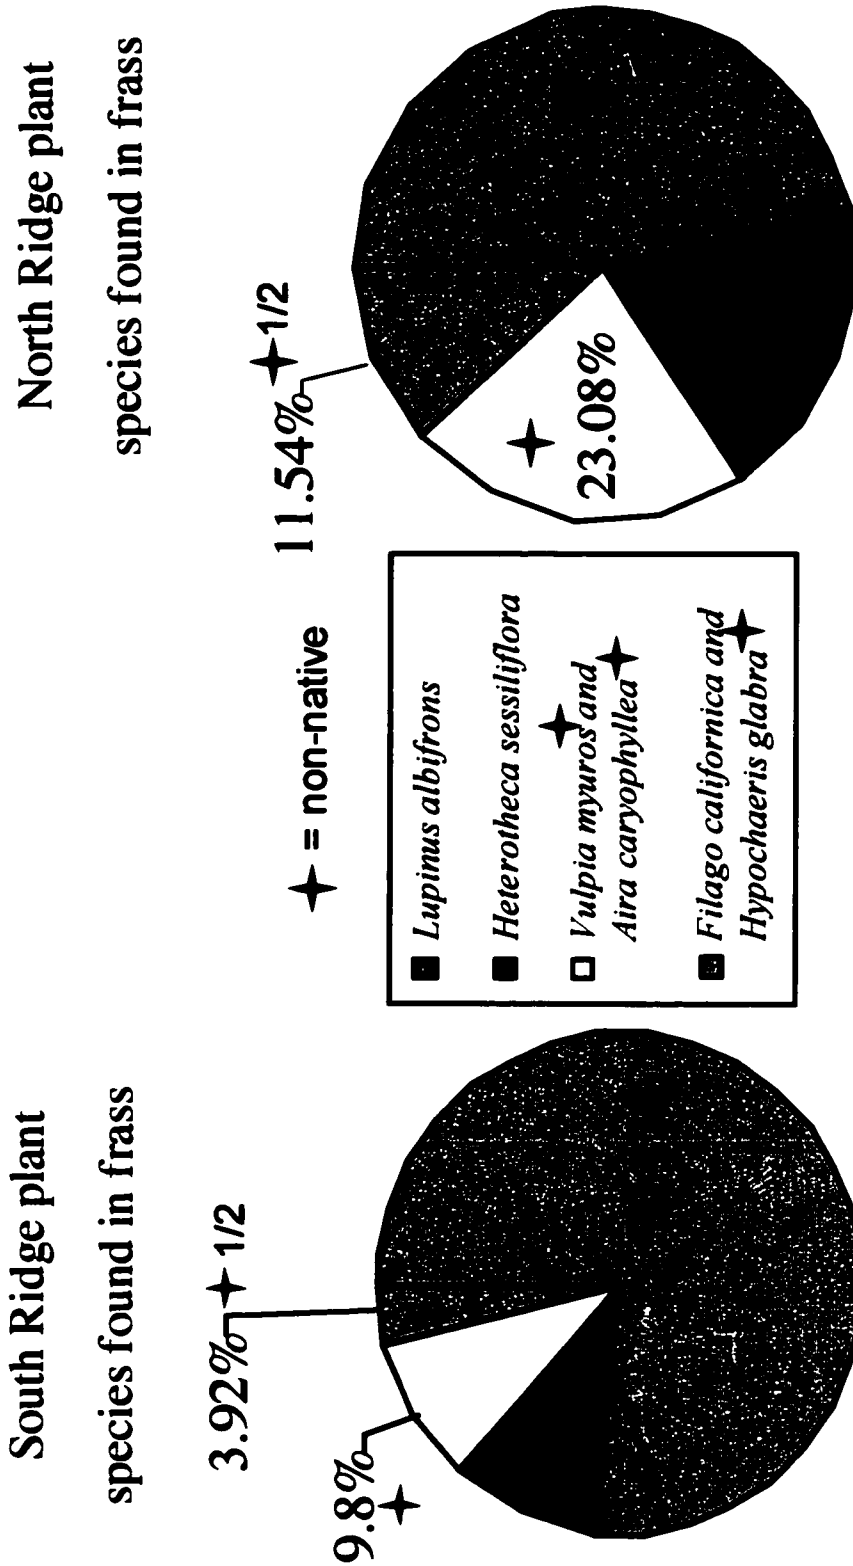 South Ridge plant
species found in frass
3.92% ✦ 1/2
9.8%
✦
✦ = non-native
Lupinus albifrons
Heterotheca sessiliflora
Vulpia myuros ✦ and
Aira caryophyllea ✦
Filago californica and
Hypochaeris glabra ✦
North Ridge plant
species found in frass
11.54% ✦ 1/2
✦
23.08%